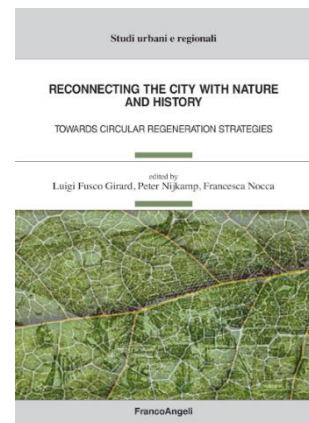 Studi urbani e regionali
RECONNECTING THE CITY WITH NATURE
AND HISTORY
TOWARDS CIRCULAR REGENERATION STRATEGIES
edited by
Luigi Fusco Girard, Peter Nijkamp, Francesca Nocca
FrancoAngeli